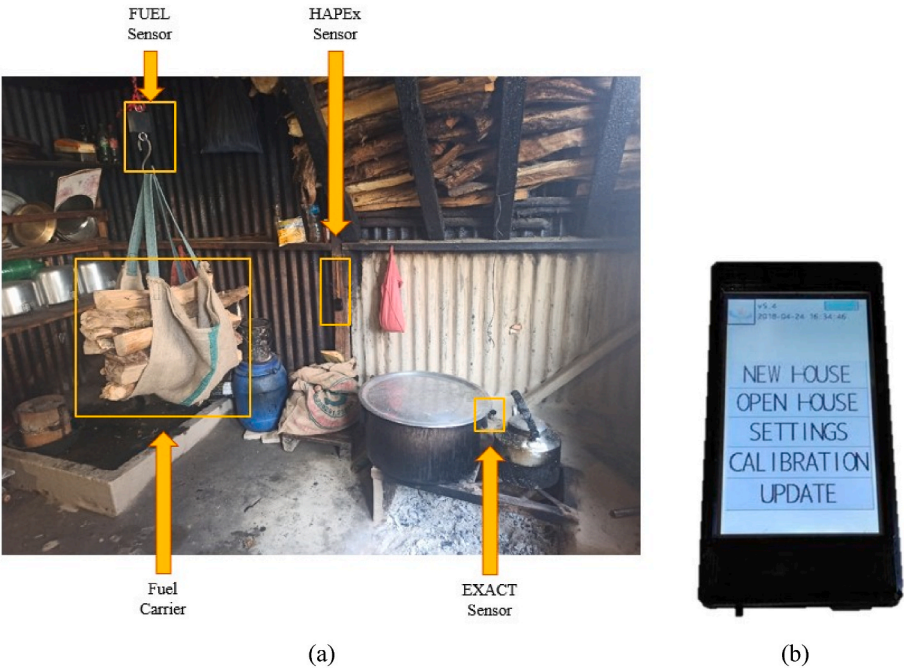 FUEL
Sensor
HAPEx
Sensor
v5.4
2018-04-24 16:34:46
NEW HOUSE
OPEN HOUSE
SETTINGS
CALIBRATION
UPDATE
Fuel
Carrier
EXACT
Sensor
(a)
(b)